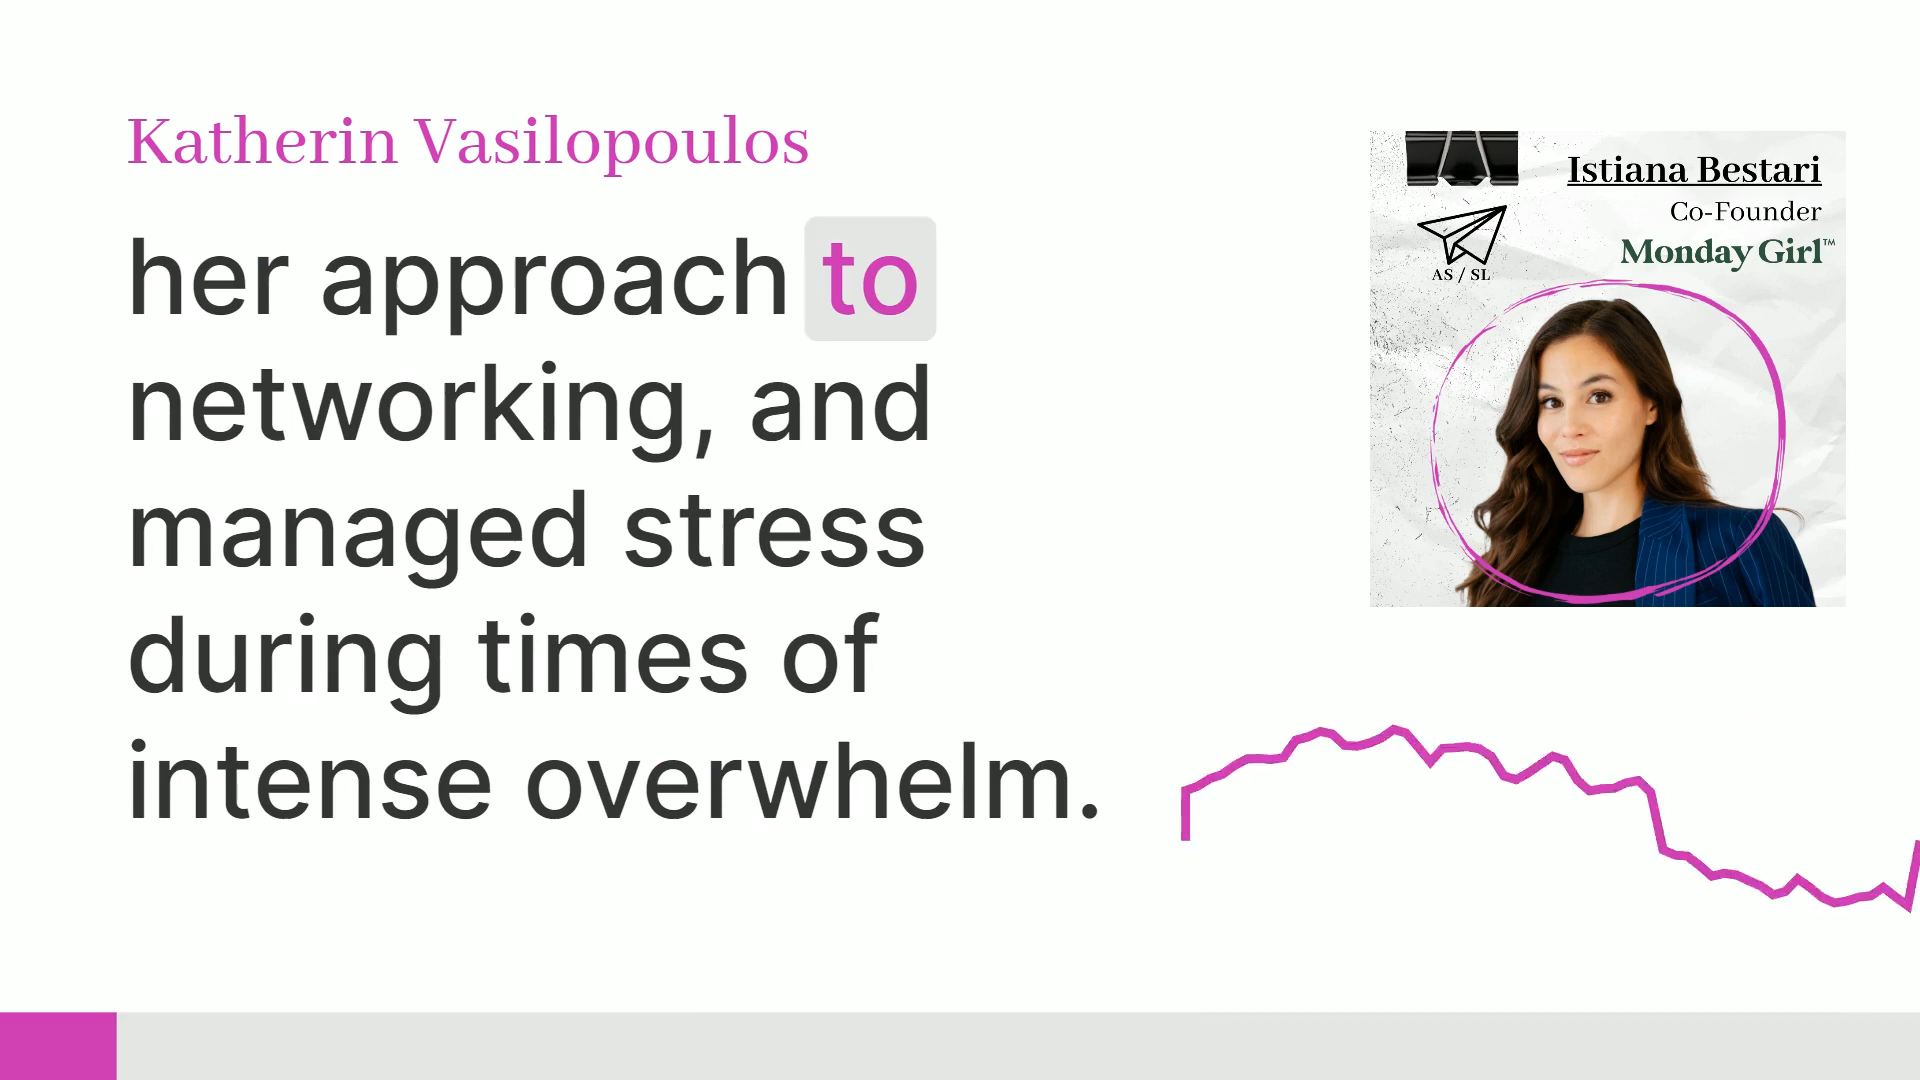 Katherin Vasilopoulos
her approach to
networking, and
managed stress
during times of
intense overwhelm.
Istiana Bestari
Co-Founder
Monday Girl™
AS / SL